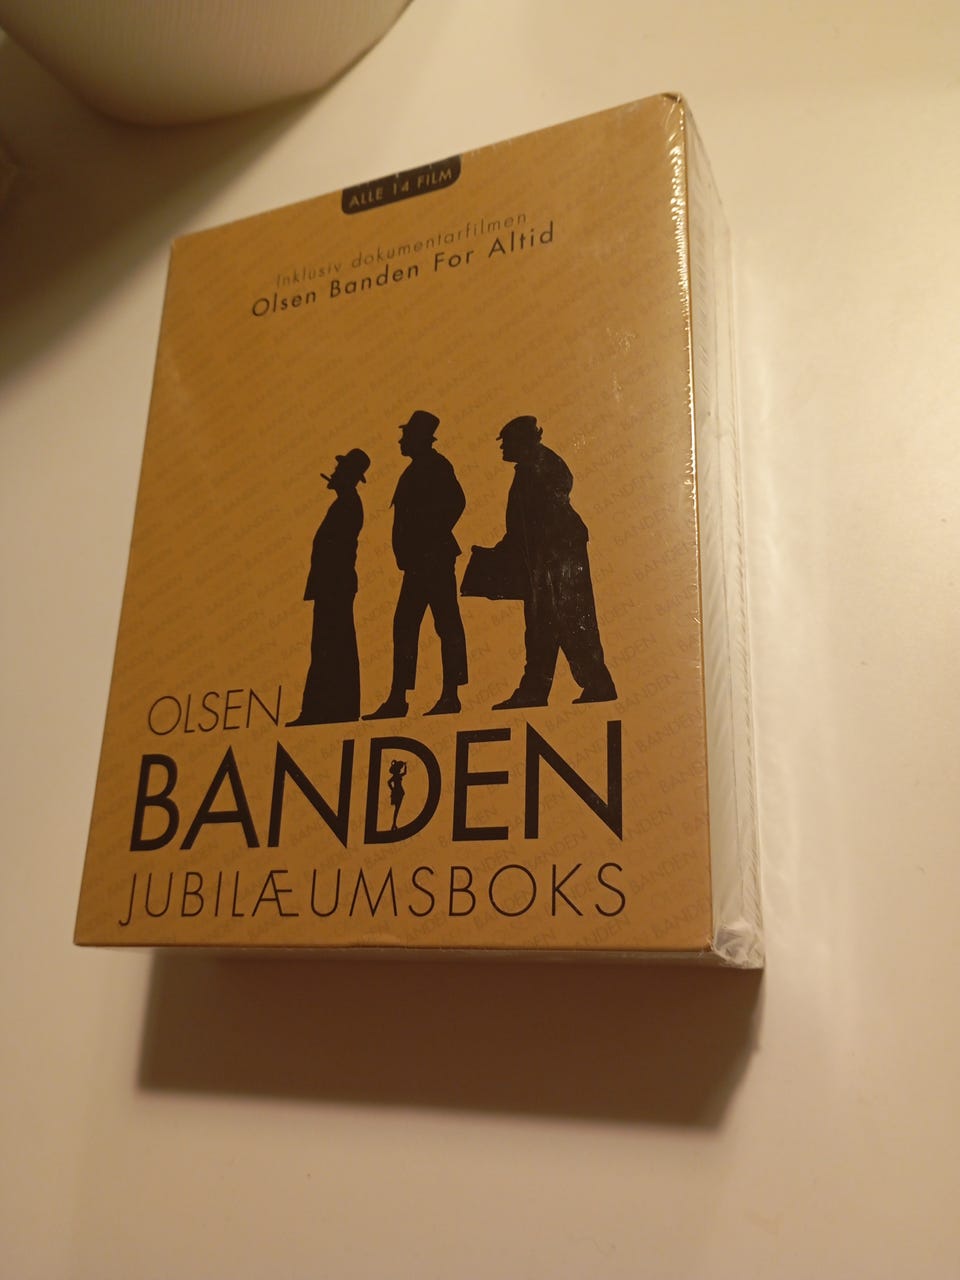 ALLE 14 FILM
Inklusiv dokumentarfilmen
Olsen Banden For Altid
OLSEN
BANDEN
JUBILÆUMSBOKS